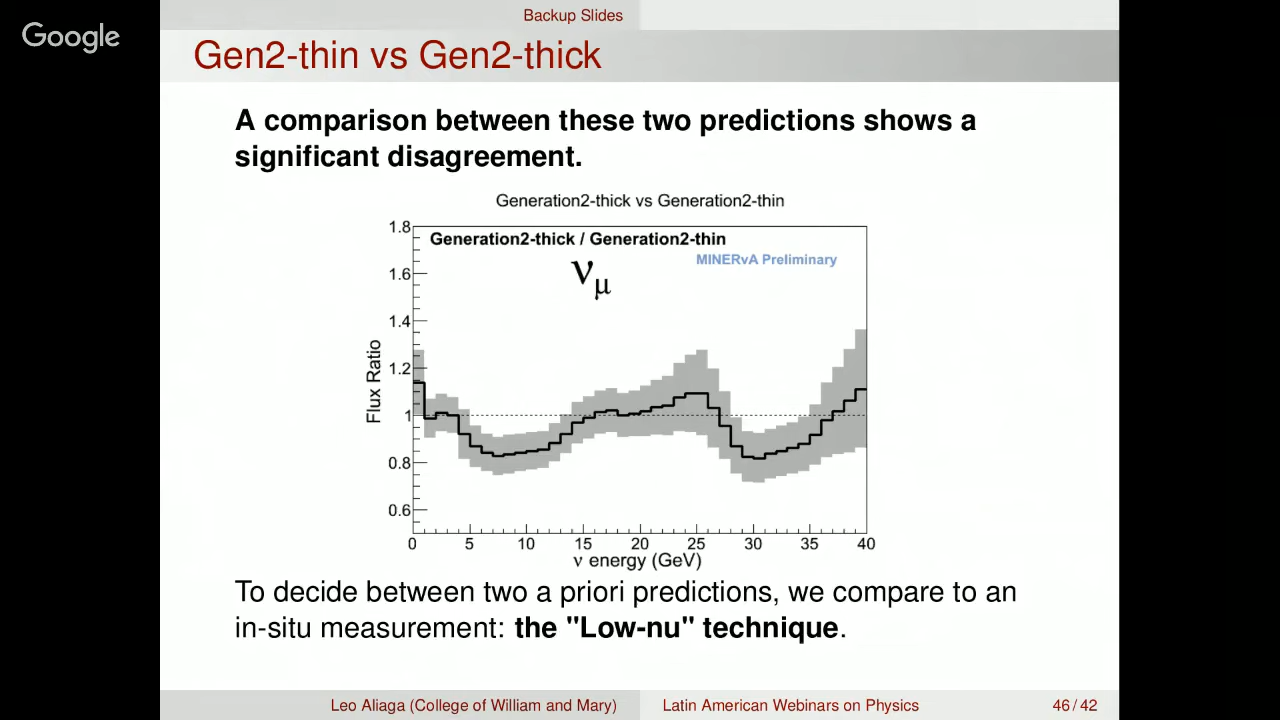 Google
Backup Slides
Gen2-thin vs Gen2-thick
A comparison between these two predictions shows a
significant disagreement.
Generation2-thick vs Generation2-thin
Generation2-thick / Generation2-thin
MINERvA Preliminary
νμ
Flux Ratio
1.8
1.6
1.4
1.2
1
0.8
0.6
0 5 10 15 20 25 30 35 40
ν energy (GeV)
To decide between two a priori predictions, we compare to an
in-situ measurement: the "Low-nu" technique.
Leo Aliaga (College of William and Mary) Latin American Webinars on Physics 46 / 42